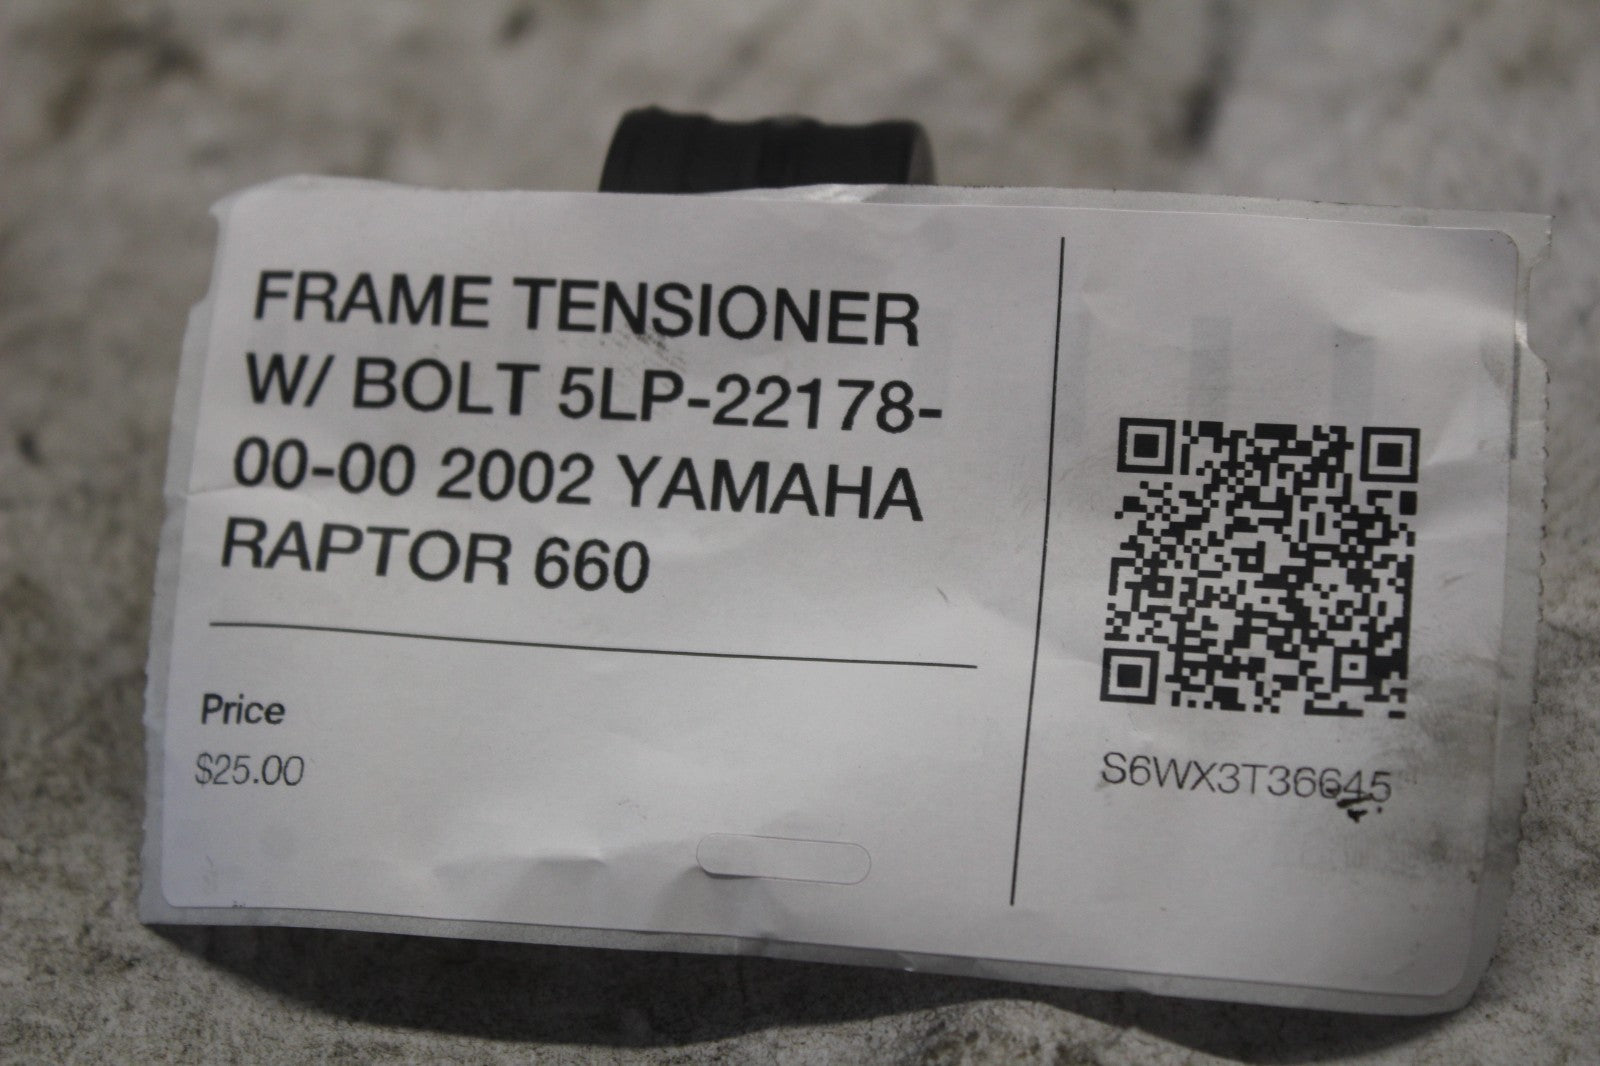 FRAME TENSIONER
W/ BOLT 5LP-22178-
00-00 2002 YAMAHA
RAPTOR 660
Price
$25.00
S6WX3T36645